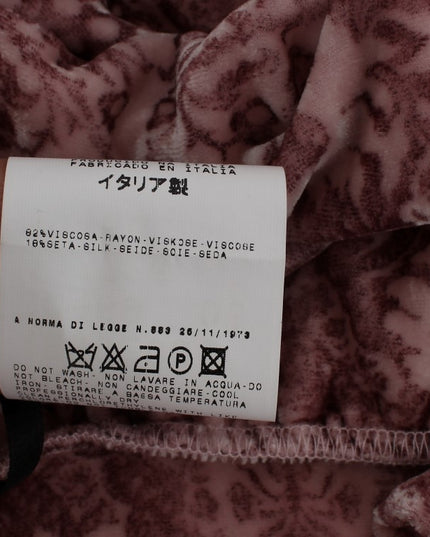 FABRICADO EN ITALIA
イタリア製
82%VISCOSA-RAYON-VISKOSE-VISCOSE
18%SETA-SILK-SEIDE-SOIE-SEDA
A NORMA DI LEGGE N.883 26/11/1973
P
DO NOT WASH- NON LAVARE IN ACQUA-DO
NOT BLEACH- NON CANDEGGIARE-COOL
IRON-STIRARE A BASSA TEMPERATURA
PROFESSIONALLY DRY